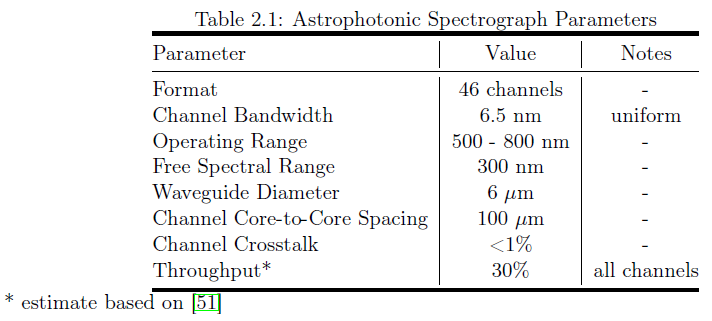 Table 2.1: Astrophotonic Spectrograph Parameters
Parameter Value Notes
Format 46 channels -
Channel Bandwidth 6.5 nm uniform
Operating Range 500 - 800 nm -
Free Spectral Range 300 nm -
Waveguide Diameter 6 μm -
Channel Core-to-Core Spacing 100 μm -
Channel Crosstalk <1% -
Throughput* 30% all channels
* estimate based on [51]